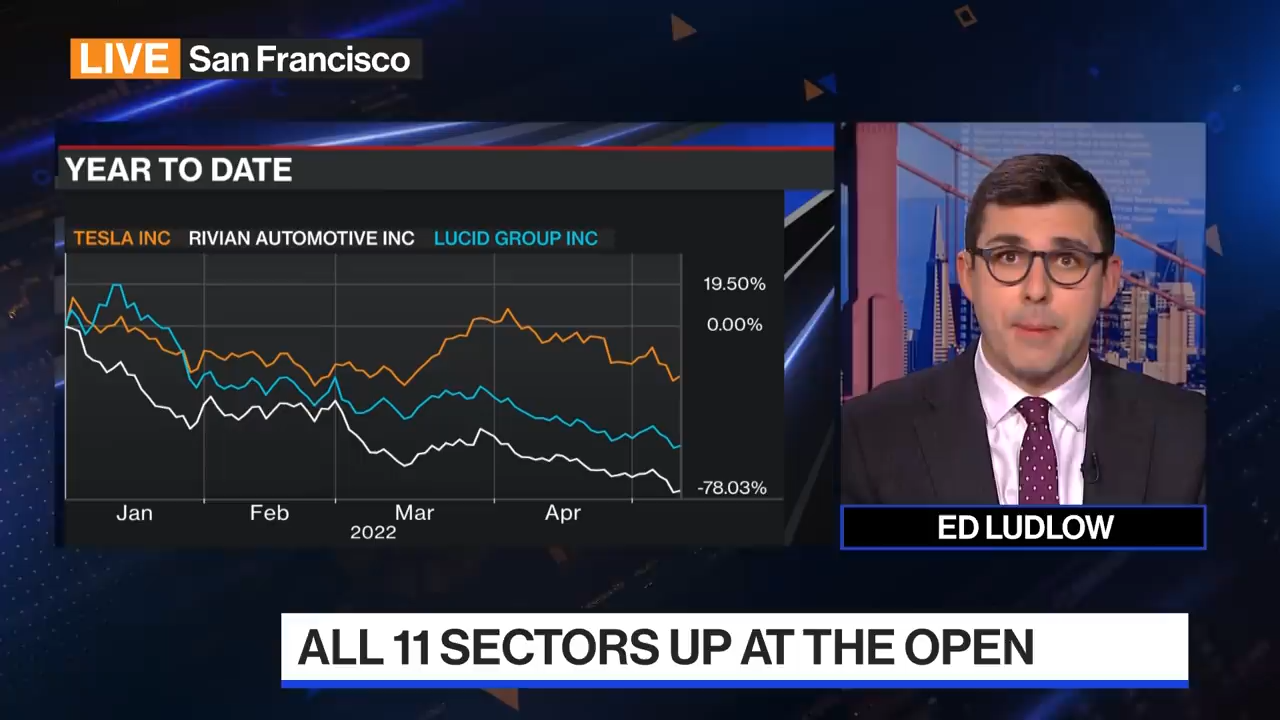 LIVE San Francisco
YEAR TO DATE
TESLA INC RIVIAN AUTOMOTIVE INC LUCID GROUP INC
19.50%
0.00%
-78.03%
Jan Feb Mar Apr
2022
ED LUDLOW
ALL 11 SECTORS UP AT THE OPEN